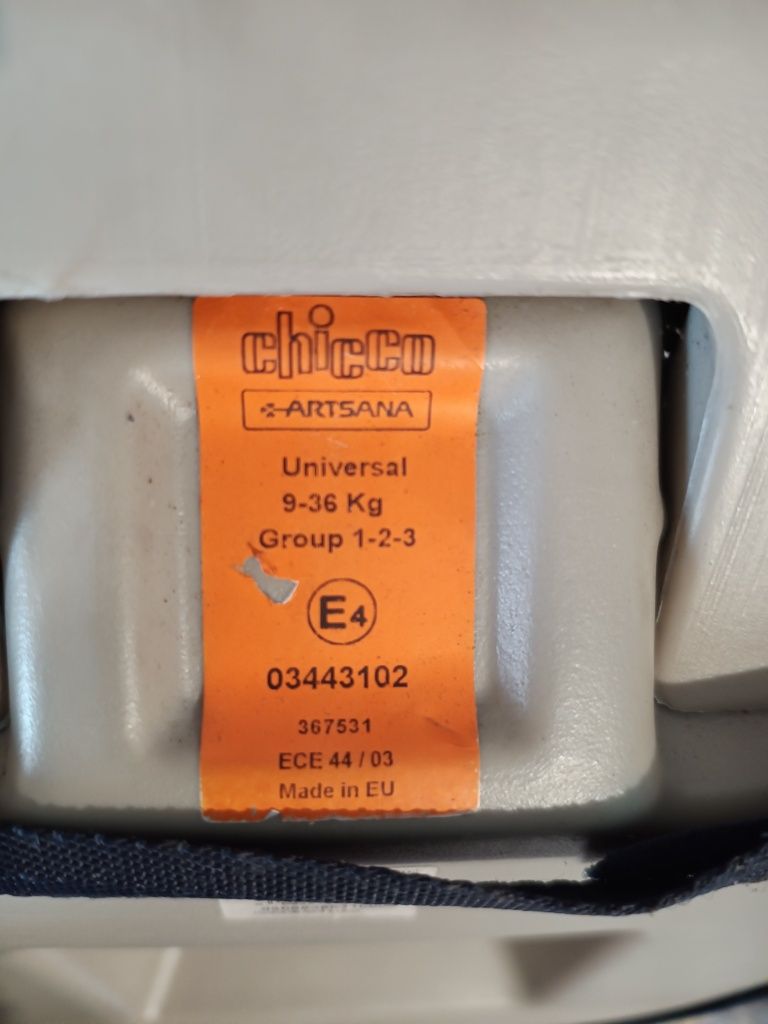 chicco
ARTSANA
Universal
9-36 Kg
Group 1-2-3
E4
03443102
367531
ECE 44 / 03
Made in EU